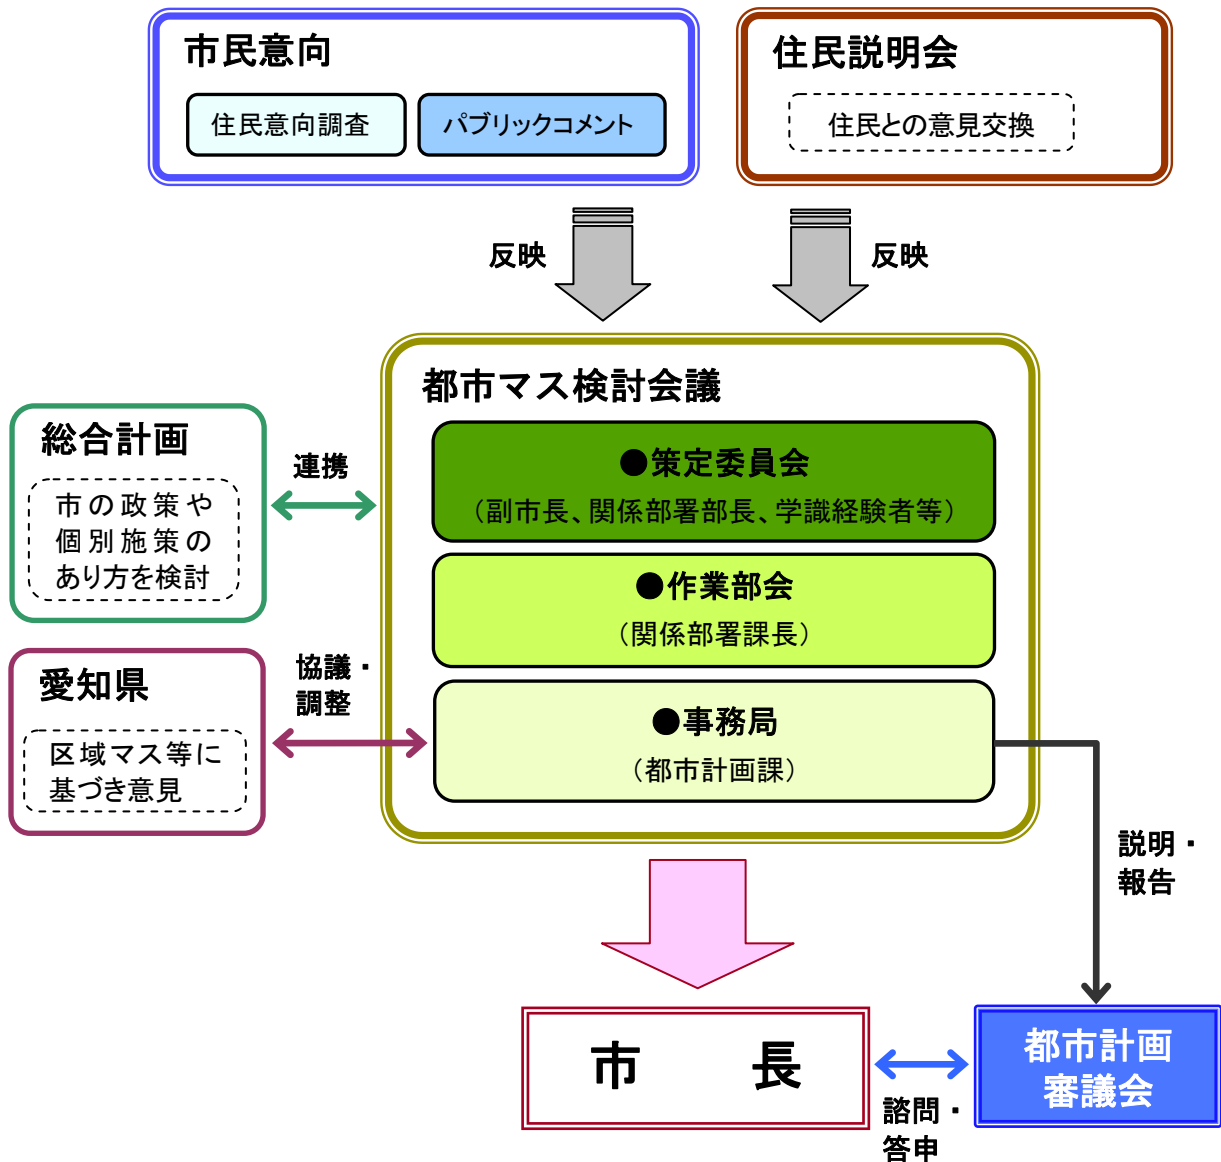 市民意向
住民意向調査
パブリックコメント
住民説明会
住民との意見交換
反映
反映
都市マス検討会議
●策定委員会
（副市長、関係部署部長、学識経験者等）
●作業部会
（関係部署課長）
●事務局
（都市計画課）
総合計画
市の政策や
個別施策の
あり方を検討
連携
愛知県
区域マス等に
基づき意見
協議・
調整
説明・
報告
市　長
都市計画
審議会
諮問・
答申